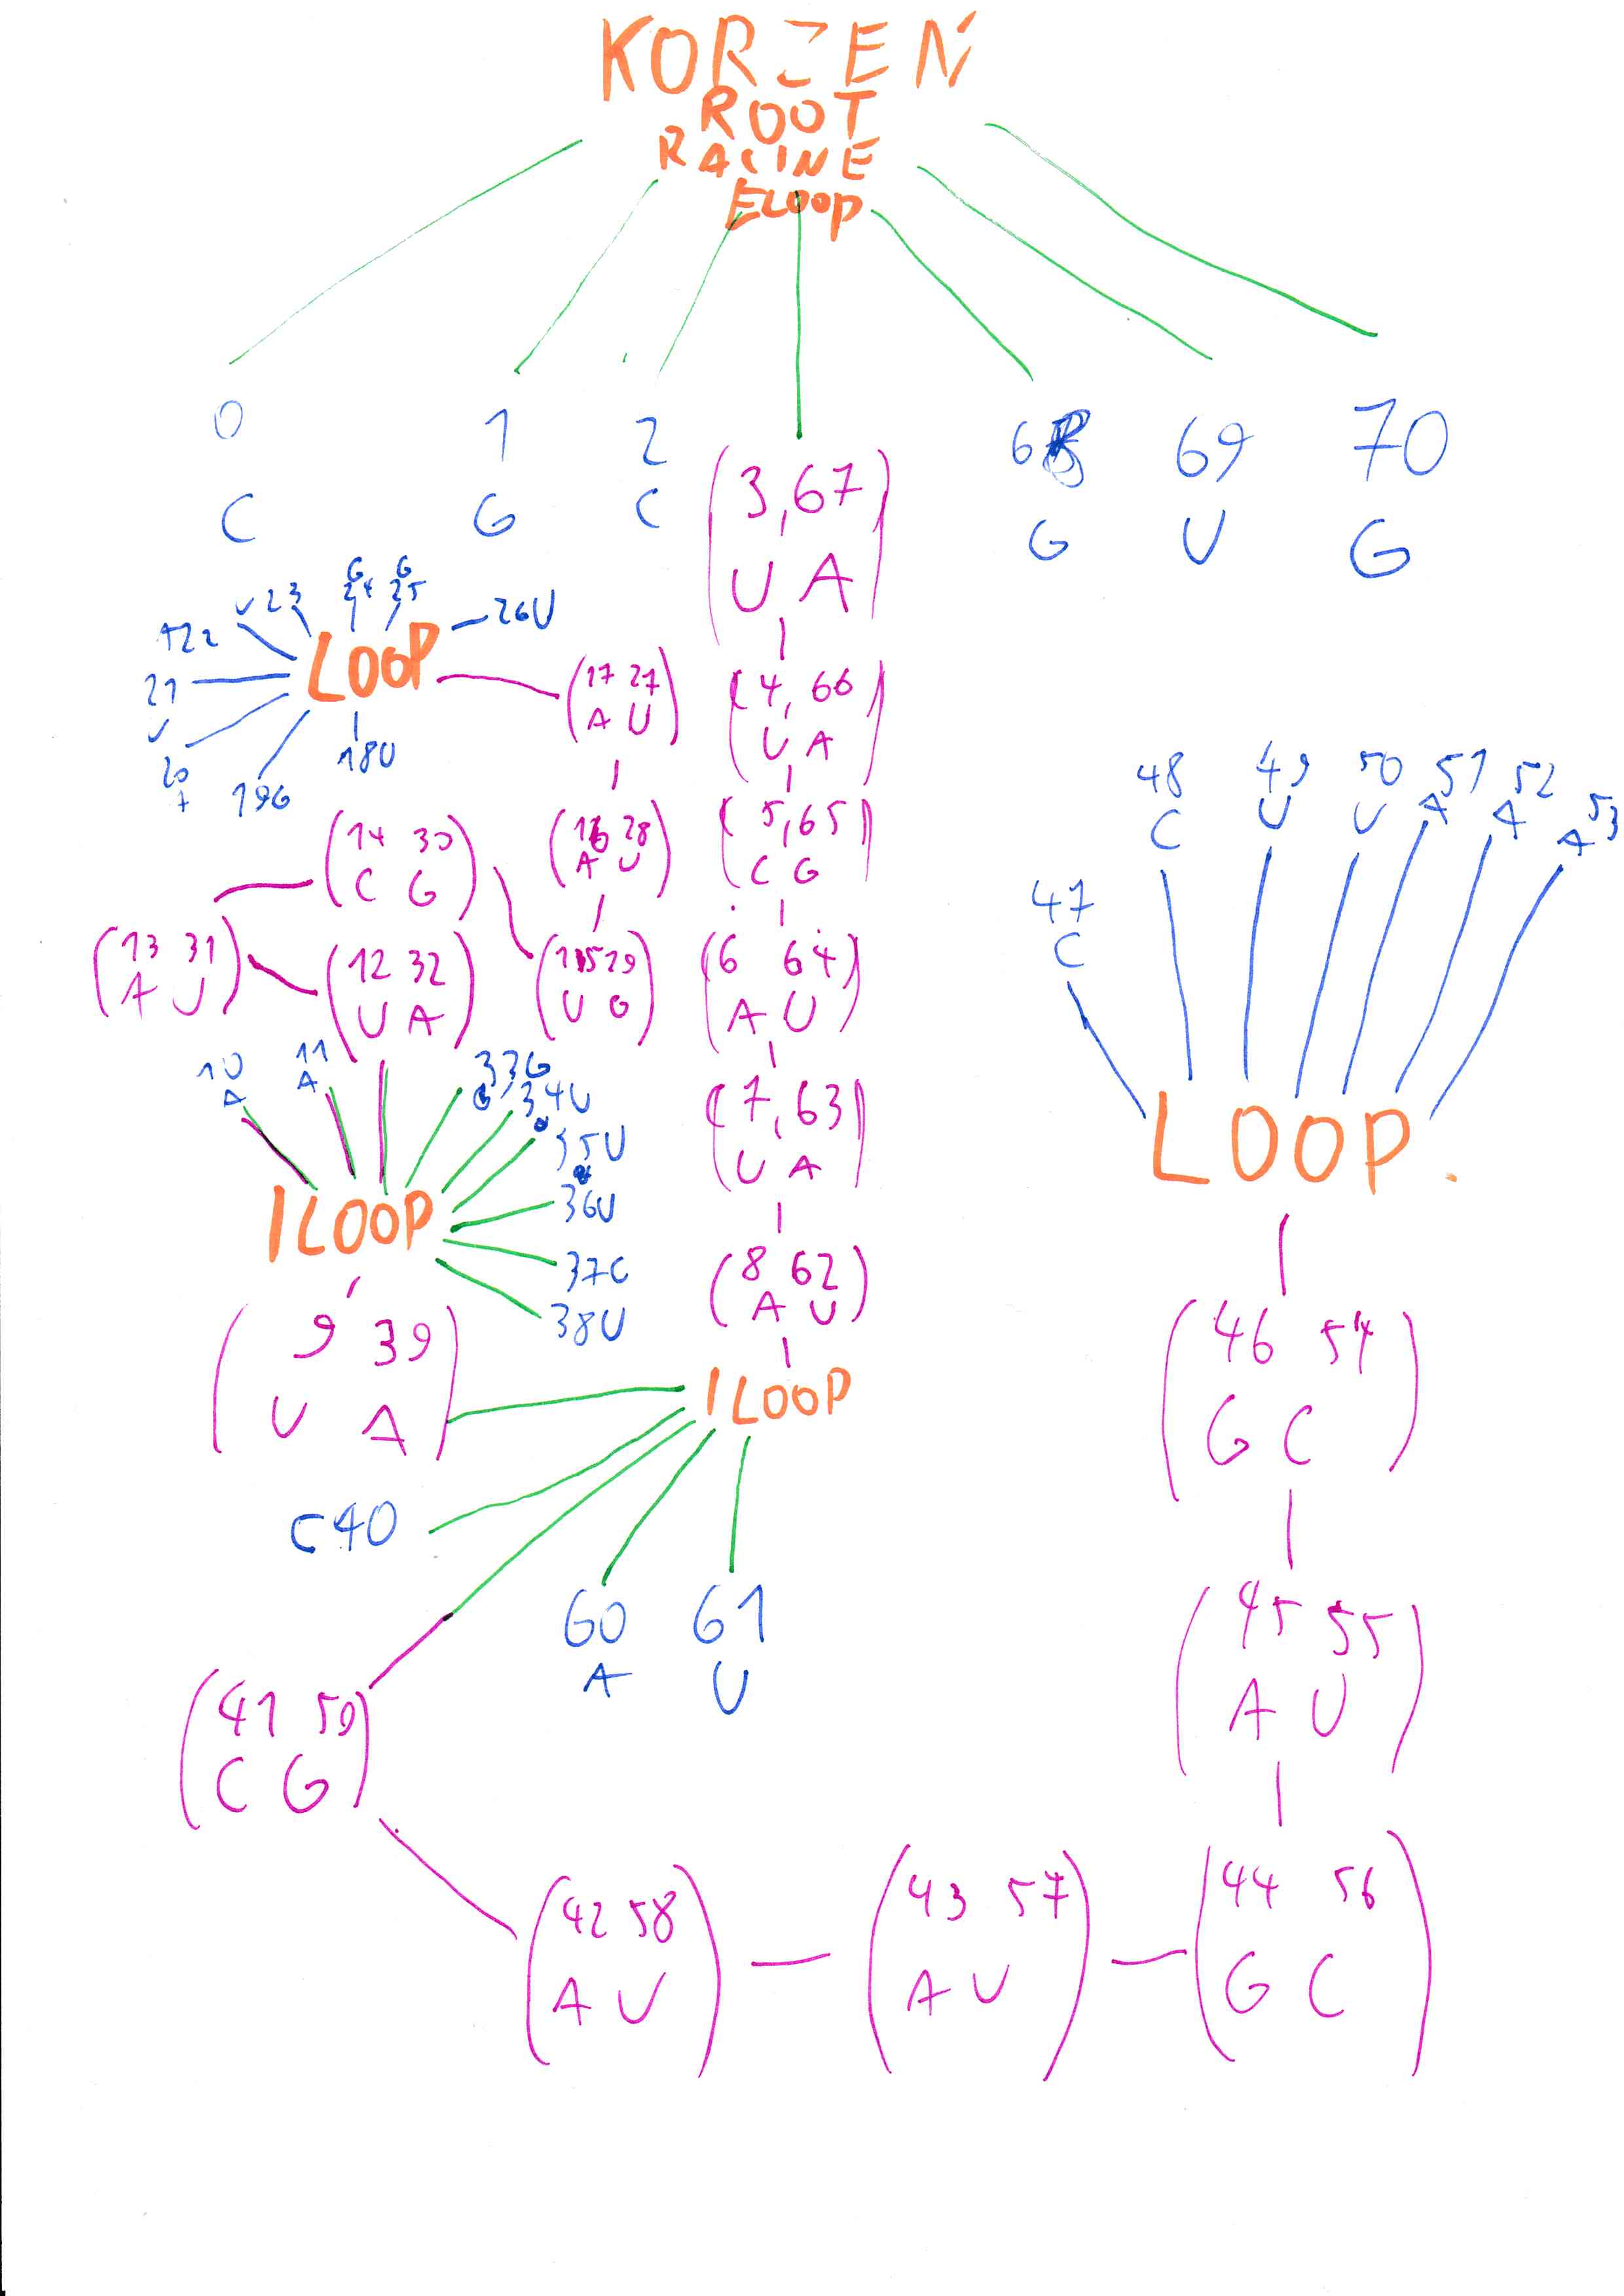 KORZEN
ROOT
RACINE
ELOOP
0
C
1
G
2
C
(3,67)
U A
68
G
69
U
70
G
A22
U23
G
24
G
25
26U
LOOP
21
U
20
19G
18U
(17 27)
A U
(4, 66)
U A
(14 30)
C G
(16 28)
A U
(5,65)
C G
(13 31)
A U
(12 32)
U A
(15 29)
U G
(6 64)
A U
10
A
11
A
33G
34U
35U
36U
37C
38U
ILOOP
(7,63)
U A
(9 39)
U A
(8 62)
A U
ILOOP
C40
60
A
61
U
(41 59)
C G
(42 58)
A U
(43 57)
A U
(44 56)
G C
(45 55)
A U
(46 54)
G C
LOOP.
47
C
48
C
49
U
50
U
51
A
52
A
53
A